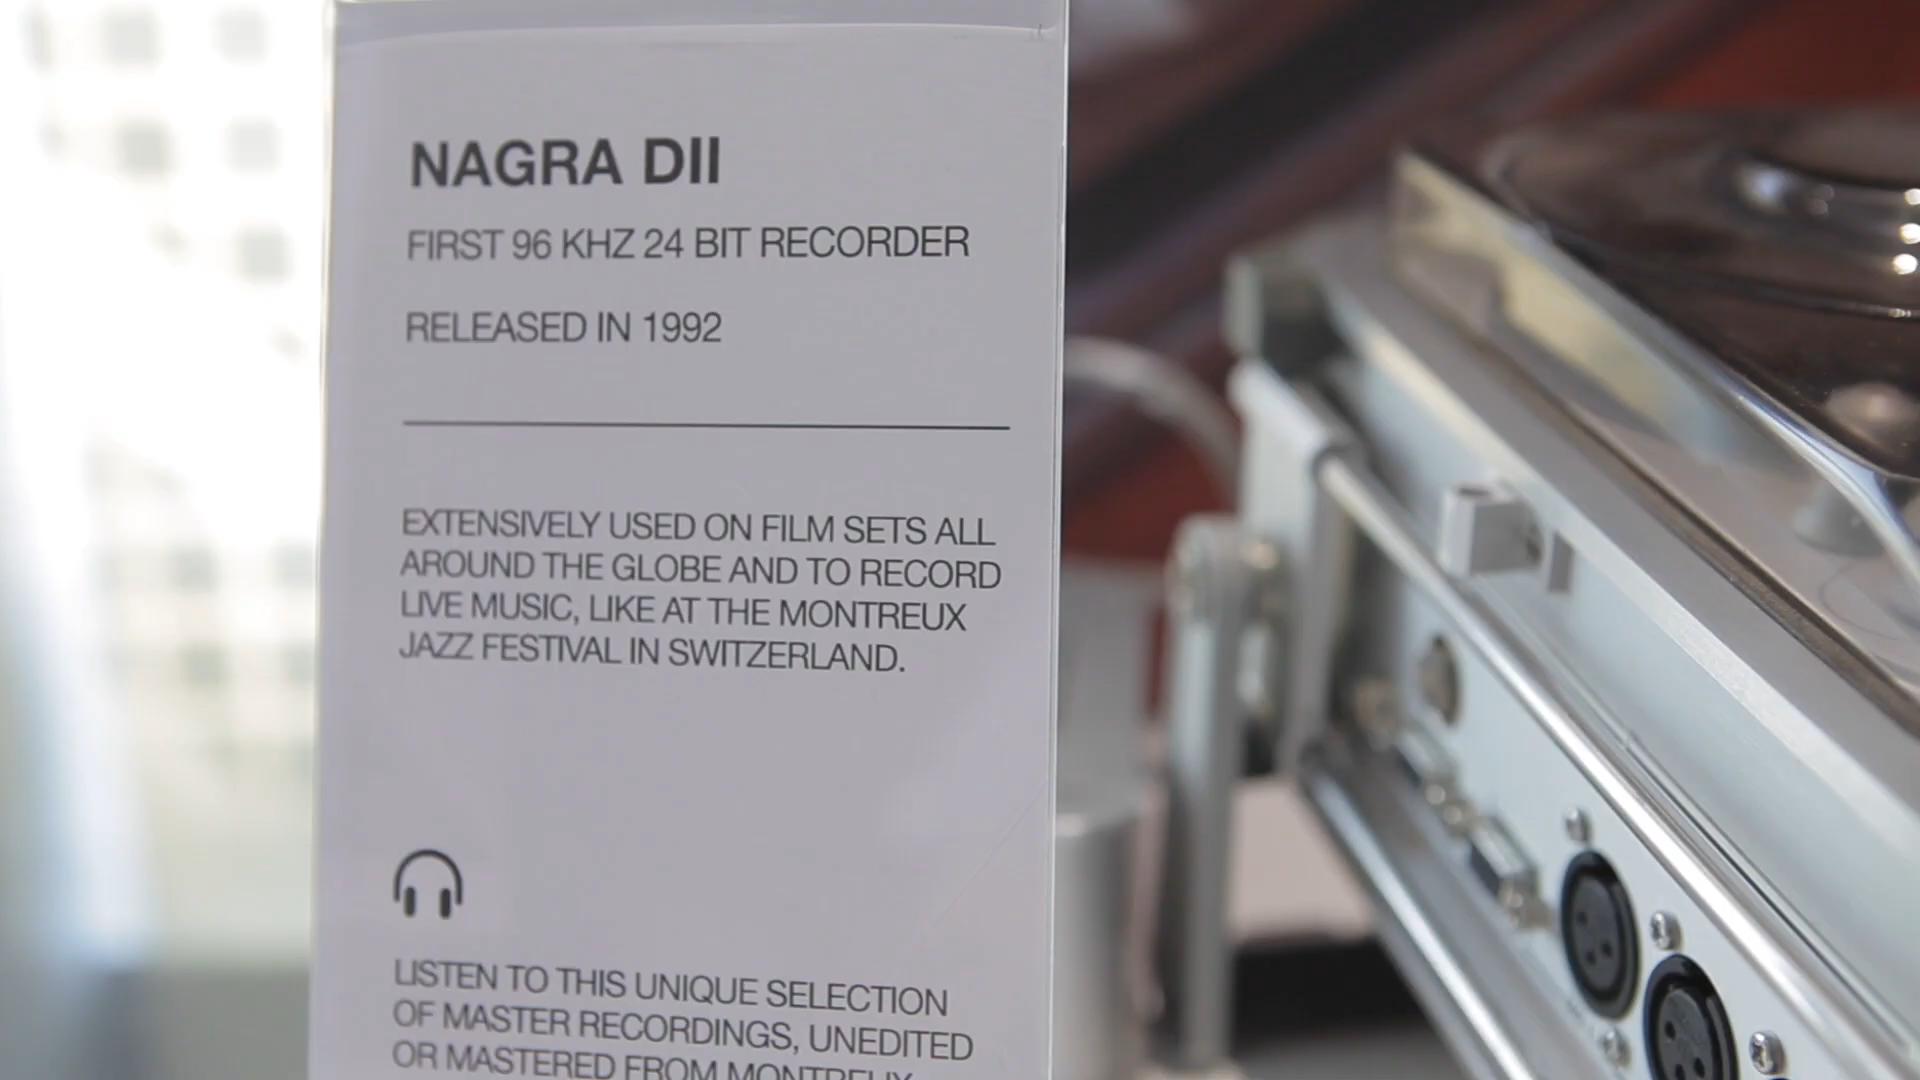 NAGRA DII
FIRST 96 KHZ 24 BIT RECORDER
RELEASED IN 1992
EXTENSIVELY USED ON FILM SETS ALL
AROUND THE GLOBE AND TO RECORD
LIVE MUSIC, LIKE AT THE MONTREUX
JAZZ FESTIVAL IN SWITZERLAND.
LISTEN TO THIS UNIQUE SELECTION
OF MASTER RECORDINGS, UNEDITED
OR MASTERED FROM MONTREUX